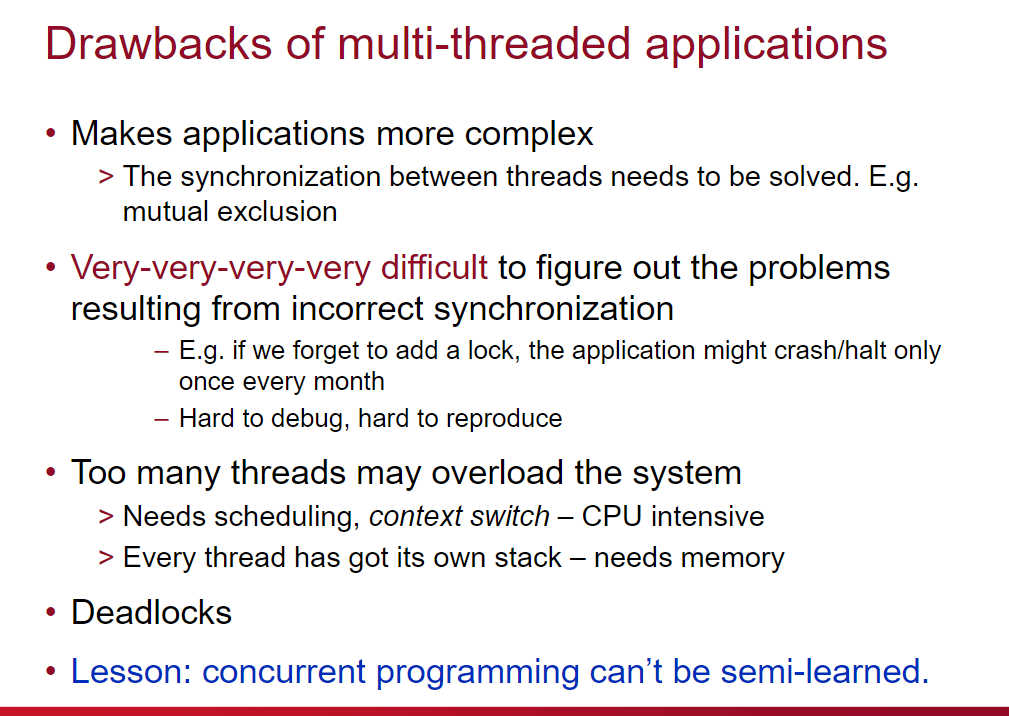 Drawbacks of multi-threaded applications
• Makes applications more complex
> The synchronization between threads needs to be solved. E.g.
mutual exclusion
• Very-very-very-very difficult to figure out the problems
resulting from incorrect synchronization
– E.g. if we forget to add a lock, the application might crash/halt only
once every month
– Hard to debug, hard to reproduce
• Too many threads may overload the system
> Needs scheduling, context switch – CPU intensive
> Every thread has got its own stack – needs memory
• Deadlocks
• Lesson: concurrent programming can’t be semi-learned.